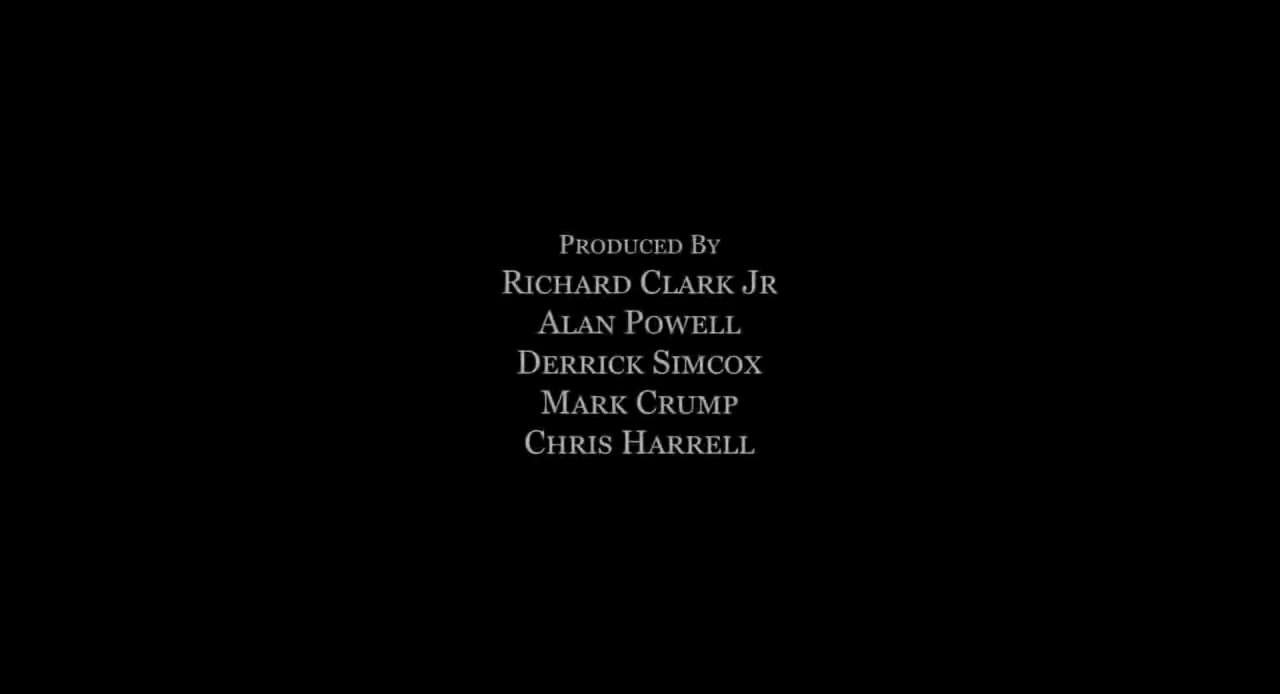 Produced By
Richard Clark Jr
Alan Powell
Derrick Simcox
Mark Crump
Chris Harrell